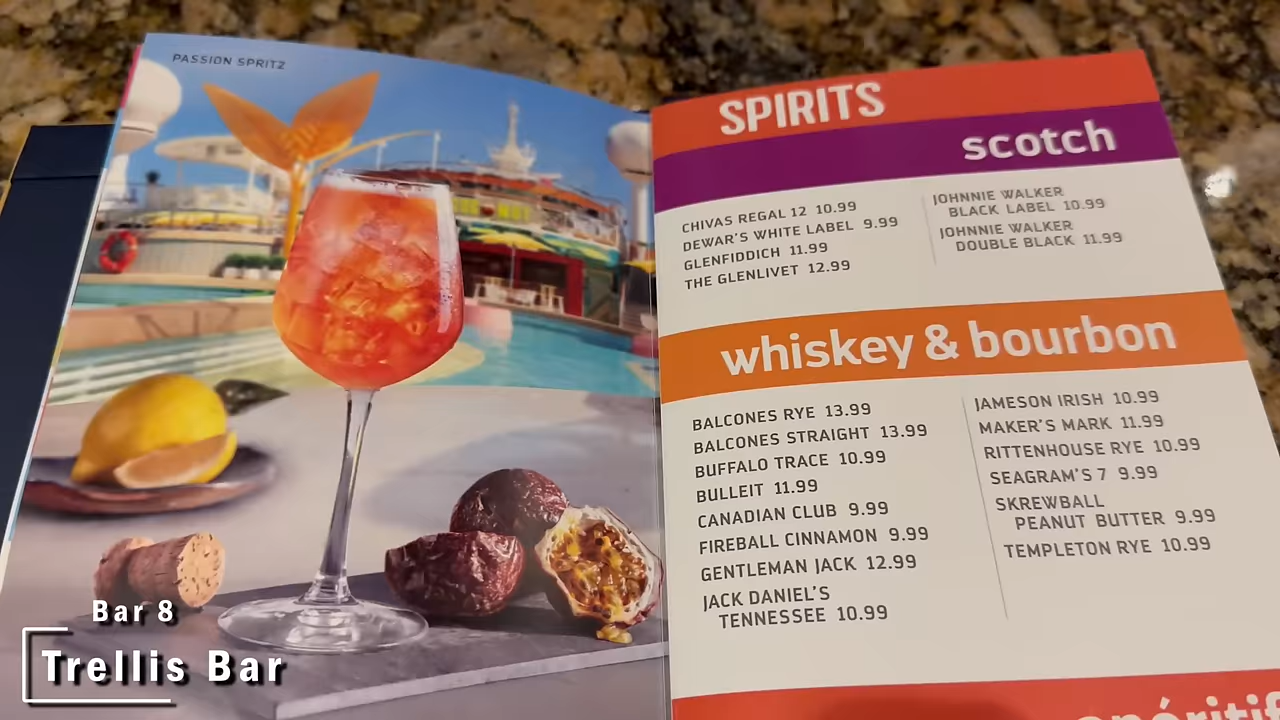 PASSION SPRITZ
SPIRITS
scotch
CHIVAS REGAL 12 10.99
DEWAR'S WHITE LABEL 9.99
GLENFIDDICH 11.99
THE GLENLIVET 12.99
JOHNNIE WALKER
BLACK LABEL 10.99
JOHNNIE WALKER
DOUBLE BLACK 11.99
whiskey & bourbon
BALCONES RYE 13.99
BALCONES STRAIGHT 13.99
BUFFALO TRACE 10.99
BULLEIT 11.99
CANADIAN CLUB 9.99
FIREBALL CINNAMON 9.99
GENTLEMAN JACK 12.99
JACK DANIEL'S
TENNESSEE 10.99
JAMESON IRISH 10.99
MAKER'S MARK 11.99
RITTENHOUSE RYE 10.99
SEAGRAM'S 7 9.99
SKREWBALL
PEANUT BUTTER 9.99
TEMPLETON RYE 10.99
Bar 8
Trellis Bar